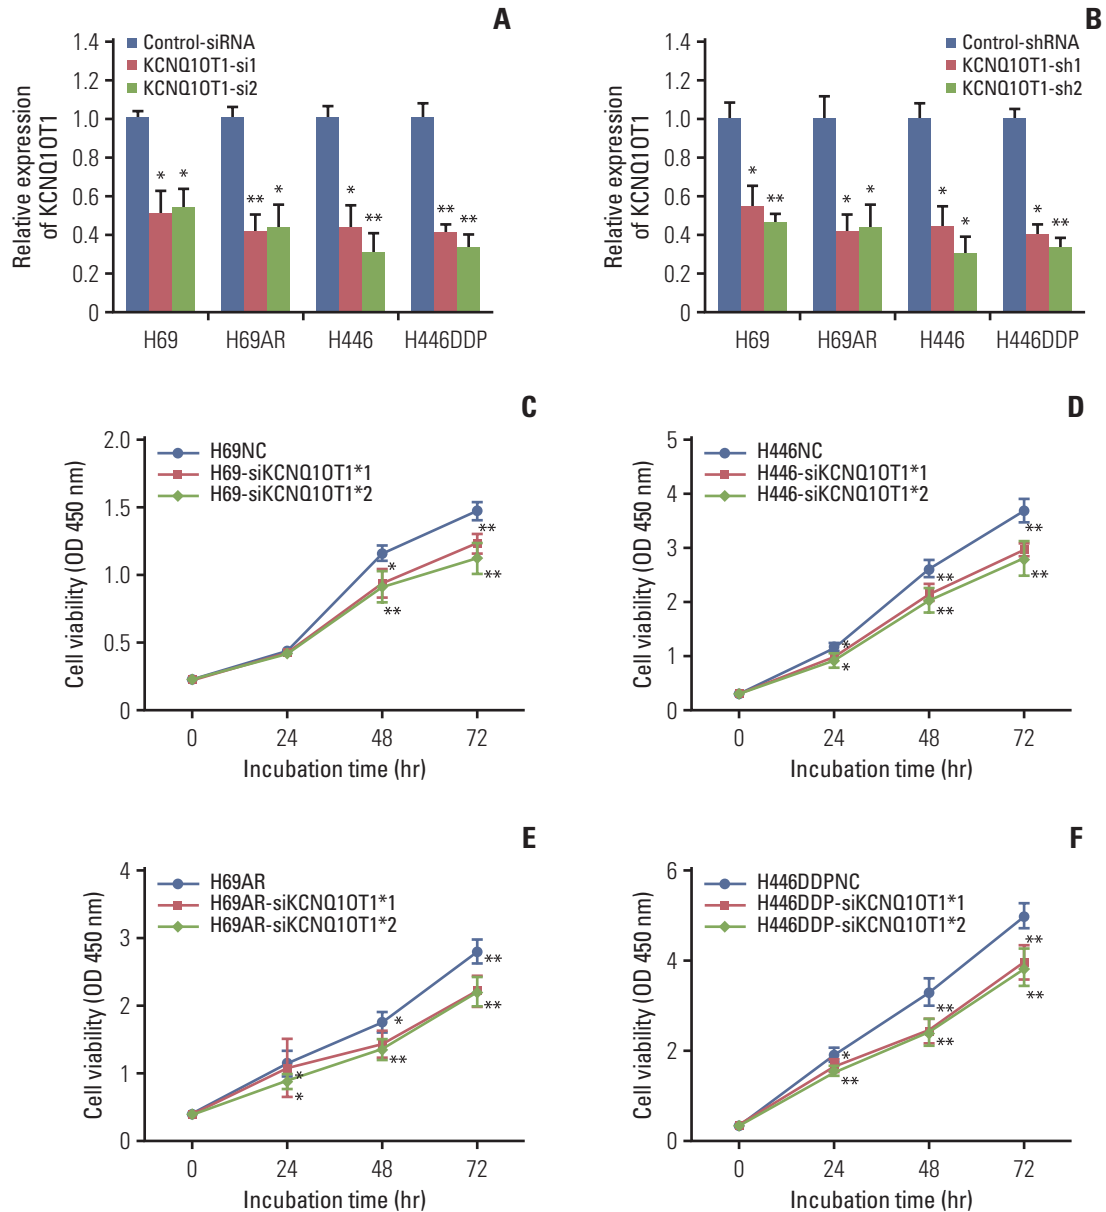 A
Relative expression
of KCNQ1OT1
1.4
1.2
1.0
0.8
0.6
0.4
0.2
0
Control-siRNA
KCNQ1OT1-si1
KCNQ1OT1-si2
* * ** * * ** ** **
H69 H69AR H446 H446DDP
B
Relative expression
of KCNQ1OT1
1.4
1.2
1.0
0.8
0.6
0.4
0.2
0
Control-shRNA
KCNQ1OT1-sh1
KCNQ1OT1-sh2
* ** * * * * * **
H69 H69AR H446 H446DDP
C
Cell viability (OD 450 nm)
2.0
1.5
1.0
0.5
0
H69NC
H69-siKCNQ1OT1*1
H69-siKCNQ1OT1*2
*
**
**
**
0 24 48 72
Incubation time (hr)
D
Cell viability (OD 450 nm)
5
4
3
2
1
0
H446NC
H446-siKCNQ1OT1*1
H446-siKCNQ1OT1*2
*
*
**
**
**
**
0 24 48 72
Incubation time (hr)
E
Cell viability (OD 450 nm)
4
3
2
1
0
H69AR
H69AR-siKCNQ1OT1*1
H69AR-siKCNQ1OT1*2
*
*
*
**
**
**
0 24 48 72
Incubation time (hr)
F
Cell viability (OD 450 nm)
6
4
2
0
H446DDPNC
H446DDP-siKCNQ1OT1*1
H446DDP-siKCNQ1OT1*2
*
**
**
**
**
**
0 24 48 72
Incubation time (hr)